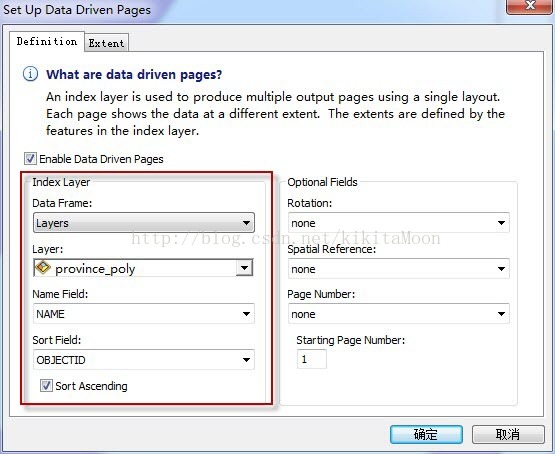 Set Up Data Driven Pages
Definition
Extent
What are data driven pages?
An index layer is used to produce multiple output pages using a single layout.
Each page shows the data at a different extent. The extents are defined by the
features in the index layer.
Enable Data Driven Pages
Index Layer
Data Frame:
Layers
Layer:
province_poly
Name Field:
NAME
Sort Field:
OBJECTID
Sort Ascending
Optional Fields
Rotation:
none
Spatial Reference:
none
Page Number:
none
Starting Page Number:
1
http://blog.csdn.net/kikitaMoon
确定
取消